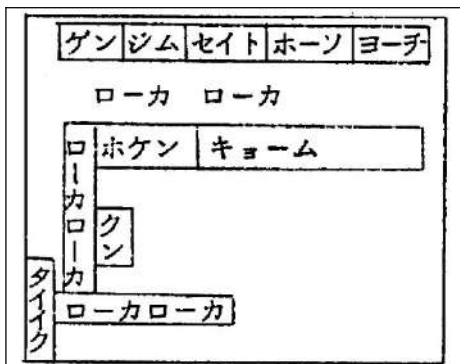 ゲン ジム セイト ホーソ ヨーチ
ローカ ローカ
ローカローカ
ホケン キョーム
クン
タイイク
ローカローカ